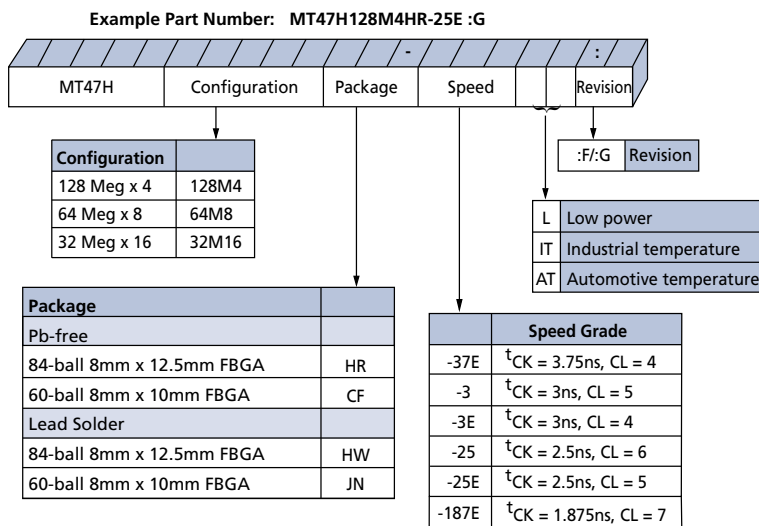 Example Part Number: MT47H128M4HR-25E :G
- :
MT47H Configuration Package Speed Revision
Configuration
128 Meg x 4 128M4
64 Meg x 8 64M8
32 Meg x 16 32M16
:F/:G Revision
L Low power
IT Industrial temperature
AT Automotive temperature
Package
Pb-free
84-ball 8mm x 12.5mm FBGA HR
60-ball 8mm x 10mm FBGA CF
Lead Solder
84-ball 8mm x 12.5mm FBGA HW
60-ball 8mm x 10mm FBGA JN
Speed Grade
-37E tCK = 3.75ns, CL = 4
-3 tCK = 3ns, CL = 5
-3E tCK = 3ns, CL = 4
-25 tCK = 2.5ns, CL = 6
-25E tCK = 2.5ns, CL = 5
-187E tCK = 1.875ns, CL = 7